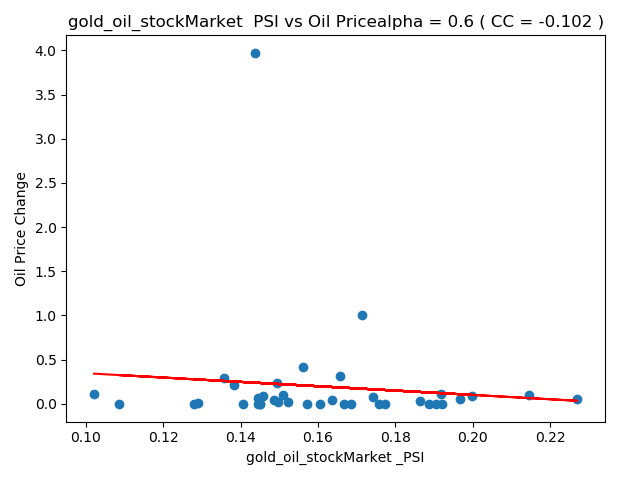 gold_oil_stockMarket  PSI vs Oil Pricealpha = 0.6 ( CC = -0.102 )
4.0
3.5
3.0
2.5
2.0
1.5
1.0
0.5
0.0
Oil Price Change
0.10 0.12 0.14 0.16 0.18 0.20 0.22
gold_oil_stockMarket _PSI